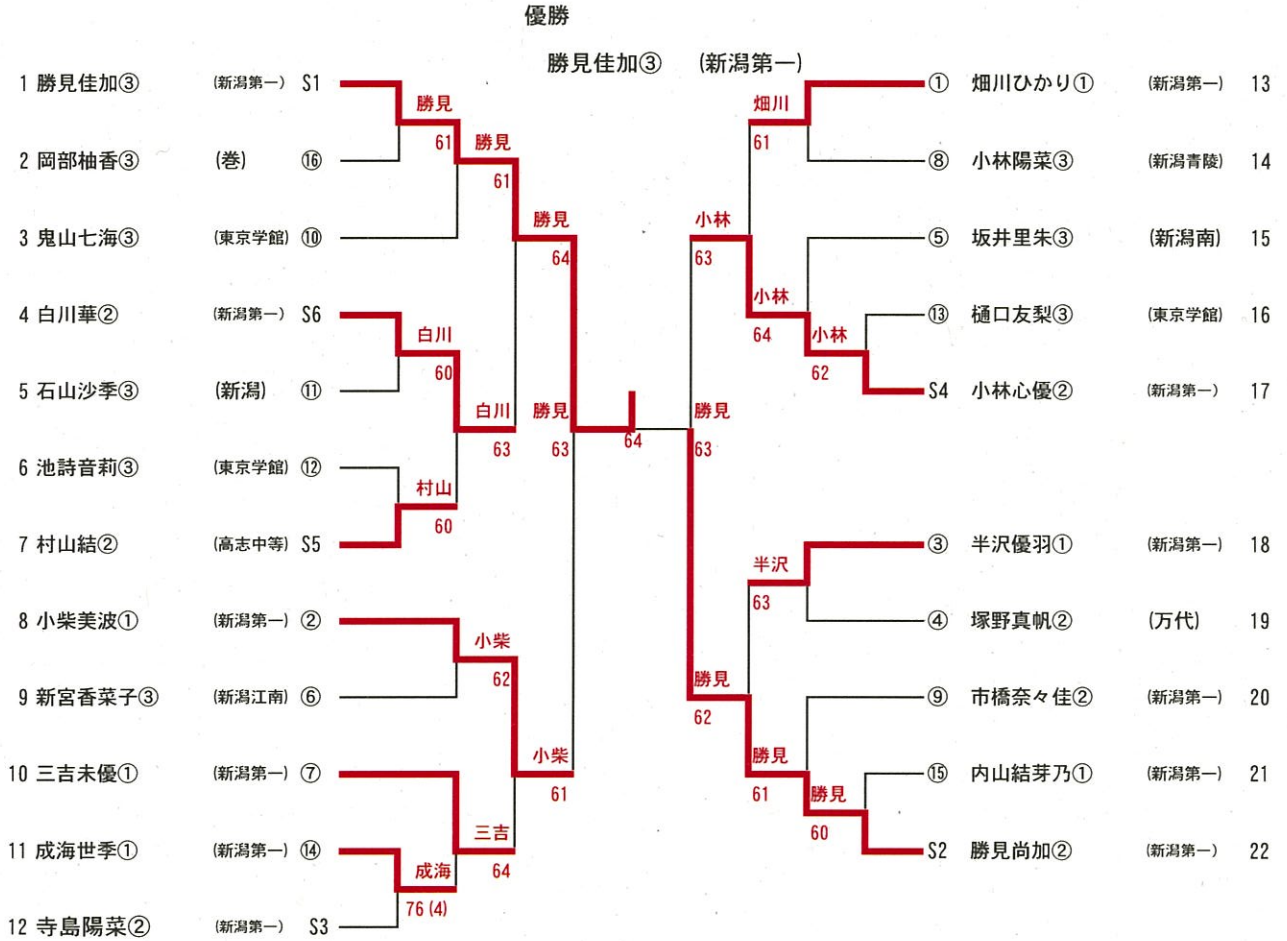 優勝
勝見佳加③ (新潟第一)
1 勝見佳加③ (新潟第一) S1
2 岡部柚香③ (巻) ⑯
3 鬼山七海③ (東京学館) ⑩
4 白川華② (新潟第一) S6
5 石山沙季③ (新潟) ⑪
6 池詩音莉③ (東京学館) ⑫
7 村山結② (高志中等) S5
8 小柴美波① (新潟第一) ②
9 新宮香菜子③ (新潟江南) ⑥
10 三吉未優① (新潟第一) ⑦
11 成海世季① (新潟第一) ⑭
12 寺島陽菜② (新潟第一) S3
勝見
61
白川
60
村山
60
成海
76 (4)
勝見
61
白川
63
小柴
62
三吉
64
勝見
64
小柴
61
勝見
63
64
勝見
63
小林
63
勝見
62
畑川
61
小林
64
半沢
63
勝見
61
小林
62
勝見
60
① 畑川ひかり① (新潟第一) 13
⑧ 小林陽菜③ (新潟青陵) 14
⑤ 坂井里朱③ (新潟南) 15
⑬ 樋口友梨③ (東京学館) 16
S4 小林心優② (新潟第一) 17
③ 半沢優羽① (新潟第一) 18
④ 塚野真帆② (万代) 19
⑨ 市橋奈々佳② (新潟第一) 20
⑮ 内山結芽乃① (新潟第一) 21
S2 勝見尚加② (新潟第一) 22